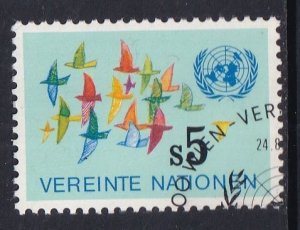 S5
VEREINTE NATIONEN
WIEN-VER
24.8